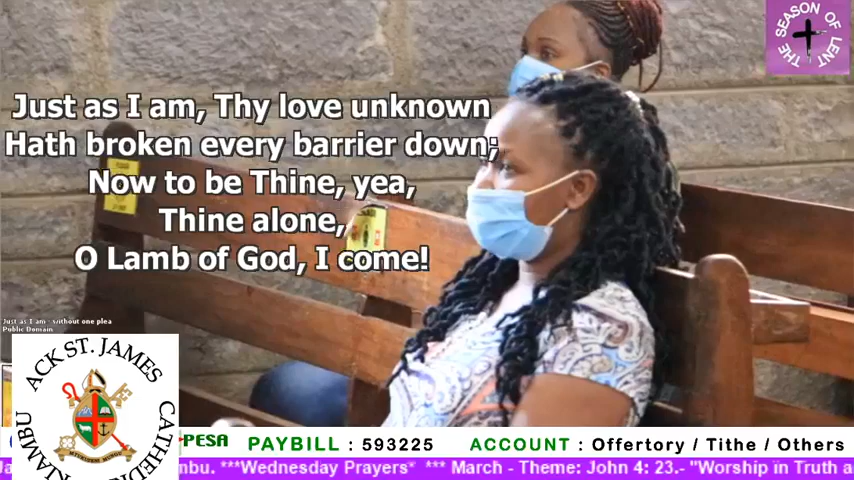 THE SEASON OF LENT
Just as I am, Thy love unknown
Hath broken every barrier down;
Now to be Thine, yea,
Thine alone,
O Lamb of God, I come!
Just as I am - without one plea
Public Domain
ACK ST. JAMES CATHEDR
PESA PAYBILL : 593225 ACCOUNT : Offertory / Tithe / Others
mbu. ***Wednesday Prayers* *** March - Theme: John 4: 23.- "Worship in Truth a